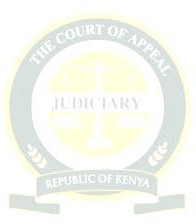 THE COURT OF APPEAL
JUDICIARY
REPUBLIC OF KENYA